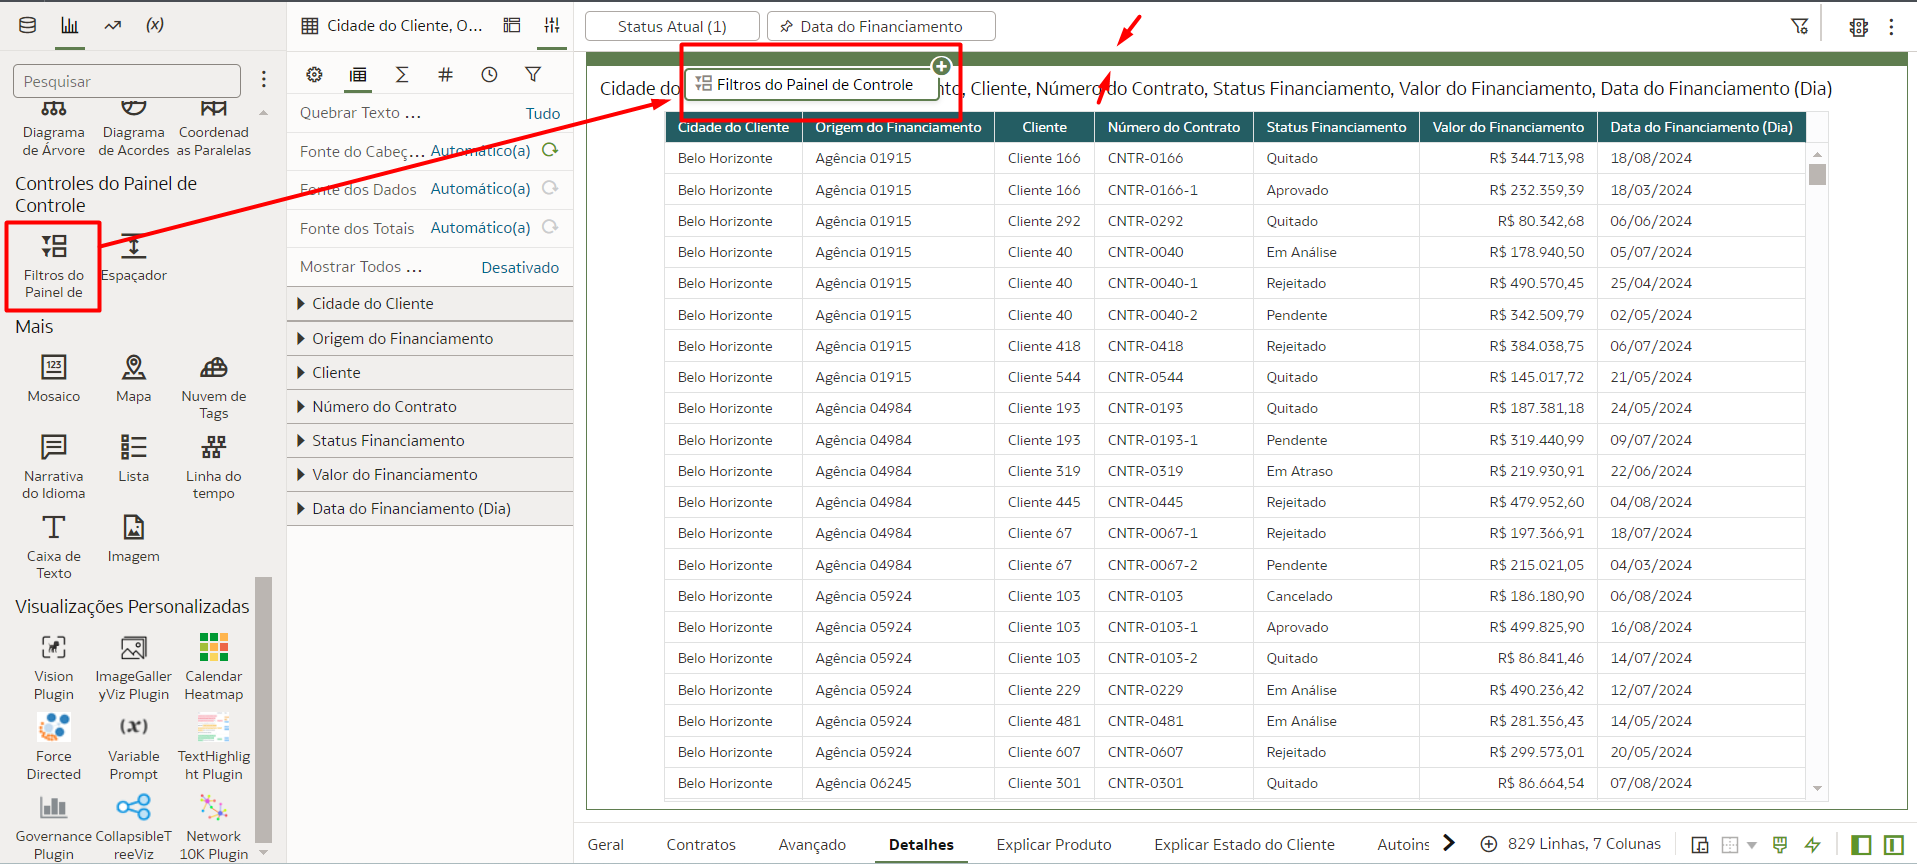 (x)
Pesquisar
Diagrama de Árvore
Diagrama de Acordes
Coordenad as Paralelas
Controles do Painel de Controle
Filtros do Painel de
Espaçador
Mais
Mosaico
Mapa
Nuvem de Tags
Narrativa do Idioma
Lista
Linha do tempo
Caixa de Texto
Imagem
Visualizações Personalizadas
Vision Plugin
ImageGaller yViz Plugin
Calendar Heatmap
Force Directed
Variable Prompt
TextHighlig ht Plugin
Governance Plugin
CollapsibleT reeViz
Network 10K Plugin
Cidade do Cliente, O...
Quebrar Texto ... Tudo
Fonte do Cabeç... Automático(a)
Fonte dos Dados Automático(a)
Fonte dos Totais Automático(a)
Mostrar Todos ... Desativado
Cidade do Cliente
Origem do Financiamento
Cliente
Número do Contrato
Status Financiamento
Valor do Financiamento
Data do Financiamento (Dia)
Status Atual (1)
Data do Financiamento
Filtros do Painel de Controle
Cidade do nto, Cliente, Número do Contrato, Status Financiamento, Valor do Financiamento, Data do Financiamento (Dia)
Cidade do Cliente Origem do Financiamento Cliente Número do Contrato Status Financiamento Valor do Financiamento Data do Financiamento (Dia)
Belo Horizonte Agência 01915 Cliente 166 CNTR-0166 Quitado R$ 344.713,98 18/08/2024
Belo Horizonte Agência 01915 Cliente 166 CNTR-0166-1 Aprovado R$ 232.359,39 18/03/2024
Belo Horizonte Agência 01915 Cliente 292 CNTR-0292 Quitado R$ 80.342,68 06/06/2024
Belo Horizonte Agência 01915 Cliente 40 CNTR-0040 Em Análise R$ 178.940,50 05/07/2024
Belo Horizonte Agência 01915 Cliente 40 CNTR-0040-1 Rejeitado R$ 490.570,45 25/04/2024
Belo Horizonte Agência 01915 Cliente 40 CNTR-0040-2 Pendente R$ 342.509,79 02/05/2024
Belo Horizonte Agência 01915 Cliente 418 CNTR-0418 Rejeitado R$ 384.038,75 06/07/2024
Belo Horizonte Agência 01915 Cliente 544 CNTR-0544 Quitado R$ 145.017,72 21/05/2024
Belo Horizonte Agência 04984 Cliente 193 CNTR-0193 Quitado R$ 187.381,18 24/05/2024
Belo Horizonte Agência 04984 Cliente 193 CNTR-0193-1 Pendente R$ 319.440,99 09/07/2024
Belo Horizonte Agência 04984 Cliente 319 CNTR-0319 Em Atraso R$ 219.930,91 22/06/2024
Belo Horizonte Agência 04984 Cliente 445 CNTR-0445 Rejeitado R$ 479.952,60 04/08/2024
Belo Horizonte Agência 04984 Cliente 67 CNTR-0067-1 Rejeitado R$ 197.366,91 18/07/2024
Belo Horizonte Agência 04984 Cliente 67 CNTR-0067-2 Pendente R$ 215.021,05 04/03/2024
Belo Horizonte Agência 05924 Cliente 103 CNTR-0103 Cancelado R$ 186.180,90 06/08/2024
Belo Horizonte Agência 05924 Cliente 103 CNTR-0103-1 Aprovado R$ 499.825,90 16/08/2024
Belo Horizonte Agência 05924 Cliente 103 CNTR-0103-2 Quitado R$ 86.841,46 14/07/2024
Belo Horizonte Agência 05924 Cliente 229 CNTR-0229 Em Análise R$ 490.236,42 12/07/2024
Belo Horizonte Agência 05924 Cliente 481 CNTR-0481 Em Análise R$ 281.356,43 14/05/2024
Belo Horizonte Agência 05924 Cliente 607 CNTR-0607 Rejeitado R$ 299.573,01 20/05/2024
Belo Horizonte Agência 06245 Cliente 301 CNTR-0301 Quitado R$ 86.664,54 07/08/2024
Geral Contratos Avançado Detalhes Explicar Produto Explicar Estado do Cliente Autoins 829 Linhas, 7 Colunas